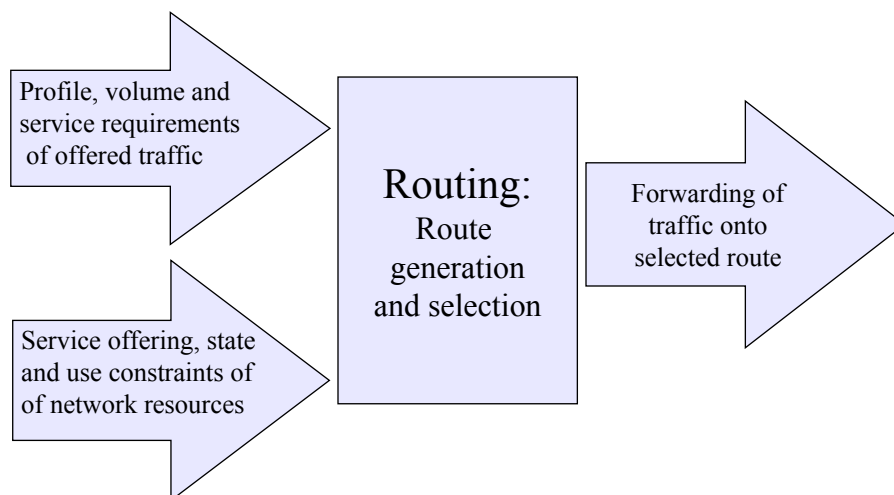 Profile, volume and
service requirements
of offered traffic
Service offering, state
and use constraints of
of network resources
Routing:
Route
generation
and selection
Forwarding of
traffic onto
selected route